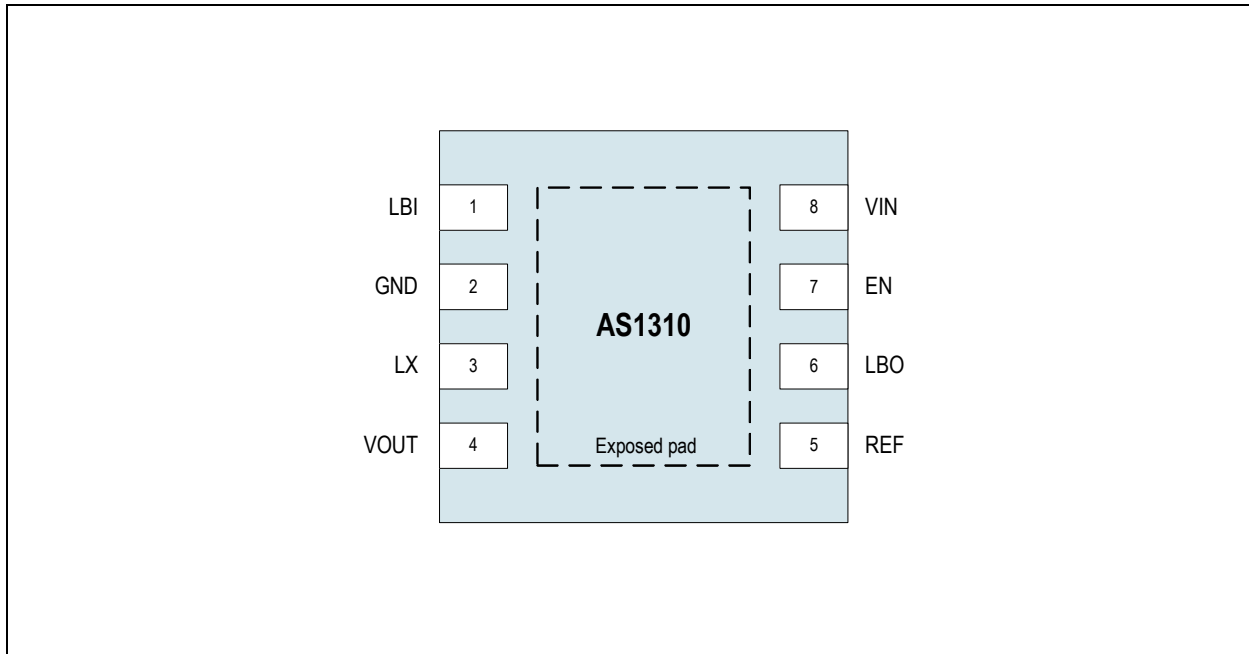 LBI 1 8 VIN
GND 2 7 EN
AS1310
LX 3 6 LBO
VOUT 4 Exposed pad 5 REF